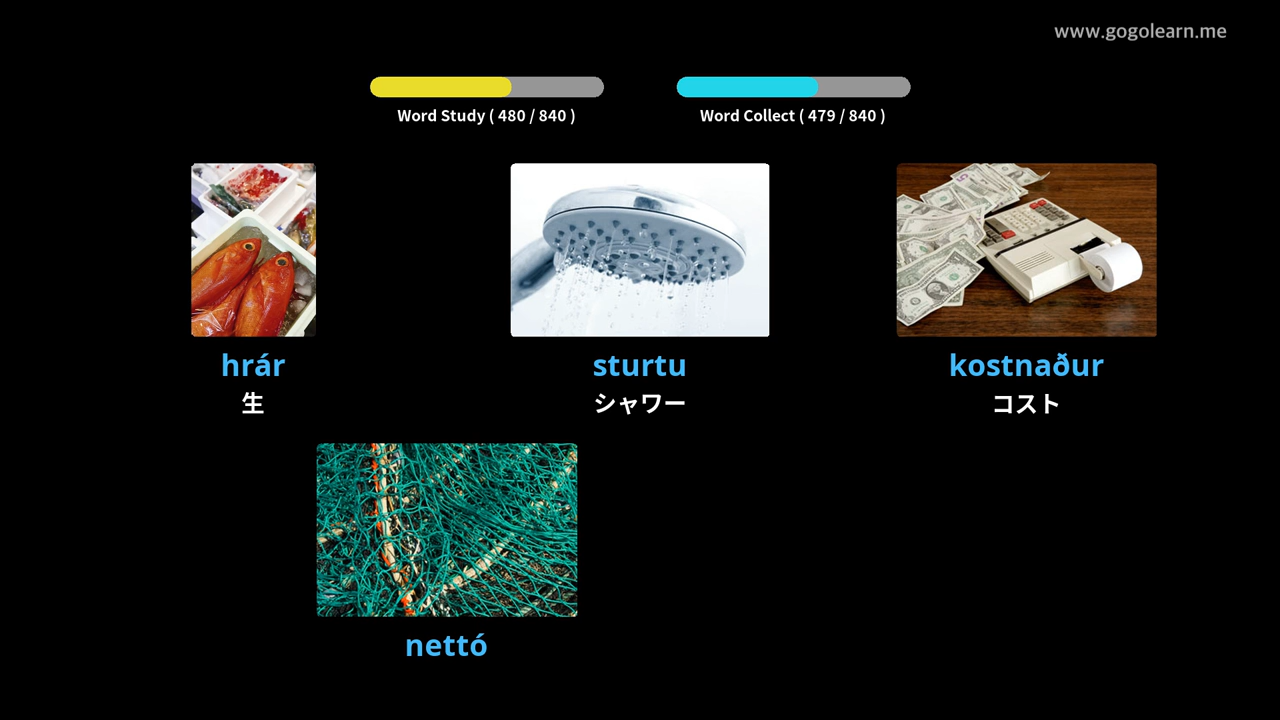 www.gogolearn.me
Word Study ( 480 / 840 )
Word Collect ( 479 / 840 )
hrár
生
sturtu
シャワー
kostnaður
コスト
nettó